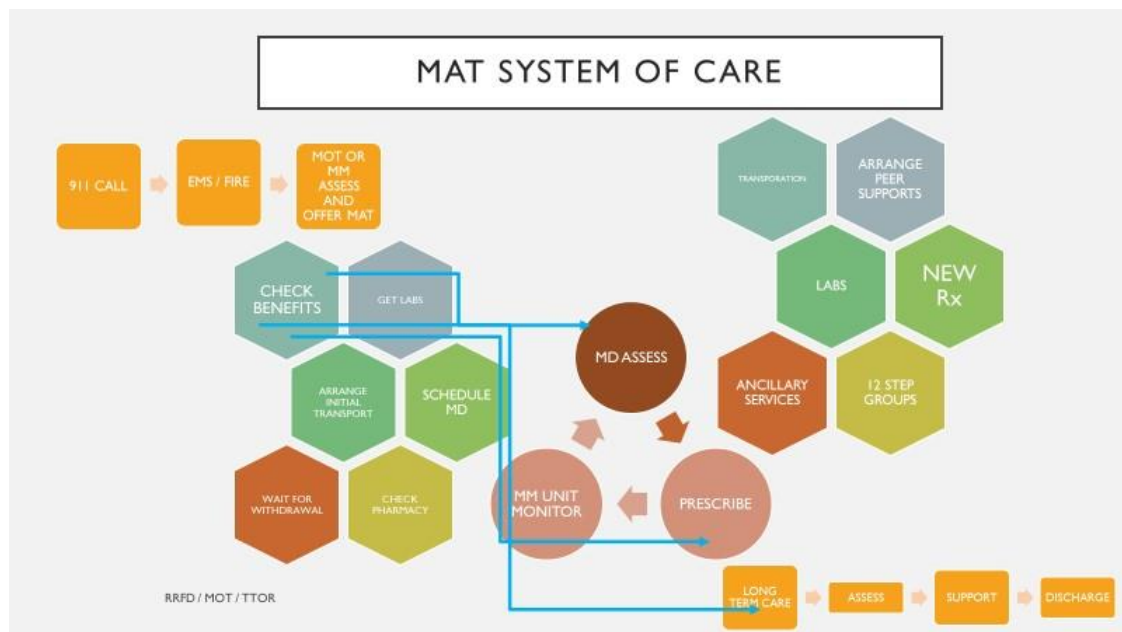 MAT SYSTEM OF CARE
911 CALL
EMS / FIRE
MOT OR
MM
ASSESS
AND
OFFER MAT
TRANSPORATION
ARRANGE
PEER
SUPPORTS
CHECK
BENEFITS
GET LABS
LABS
NEW
Rx
MD ASSESS
ARRANGE
INITIAL
TRANSPORT
SCHEDULE
MD
ANCILLARY
SERVICES
12 STEP
GROUPS
WAIT FOR
WITHDRAWAL
CHECK
PHARMACY
MM UNIT
MONITOR
PRESCRIBE
RRFD / MOT / TTOR
LONG
TERM CARE
ASSESS
SUPPORT
DISCHARGE